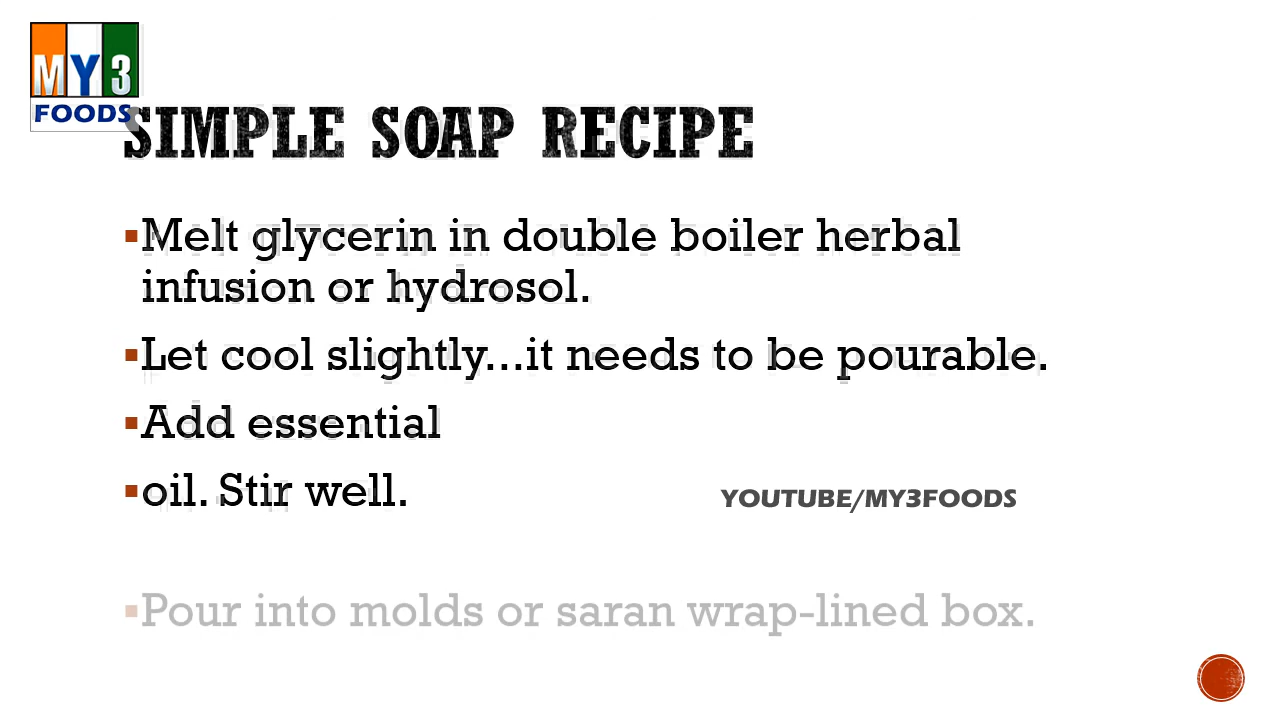 MY3
FOODS
SIMPLE SOAP RECIPE
▪Melt glycerin in double boiler herbal
infusion or hydrosol.
▪Let cool slightly...it needs to be pourable.
▪Add essential
▪oil. Stir well.
YOUTUBE/MY3FOODS
▪Pour into molds or saran wrap-lined box.